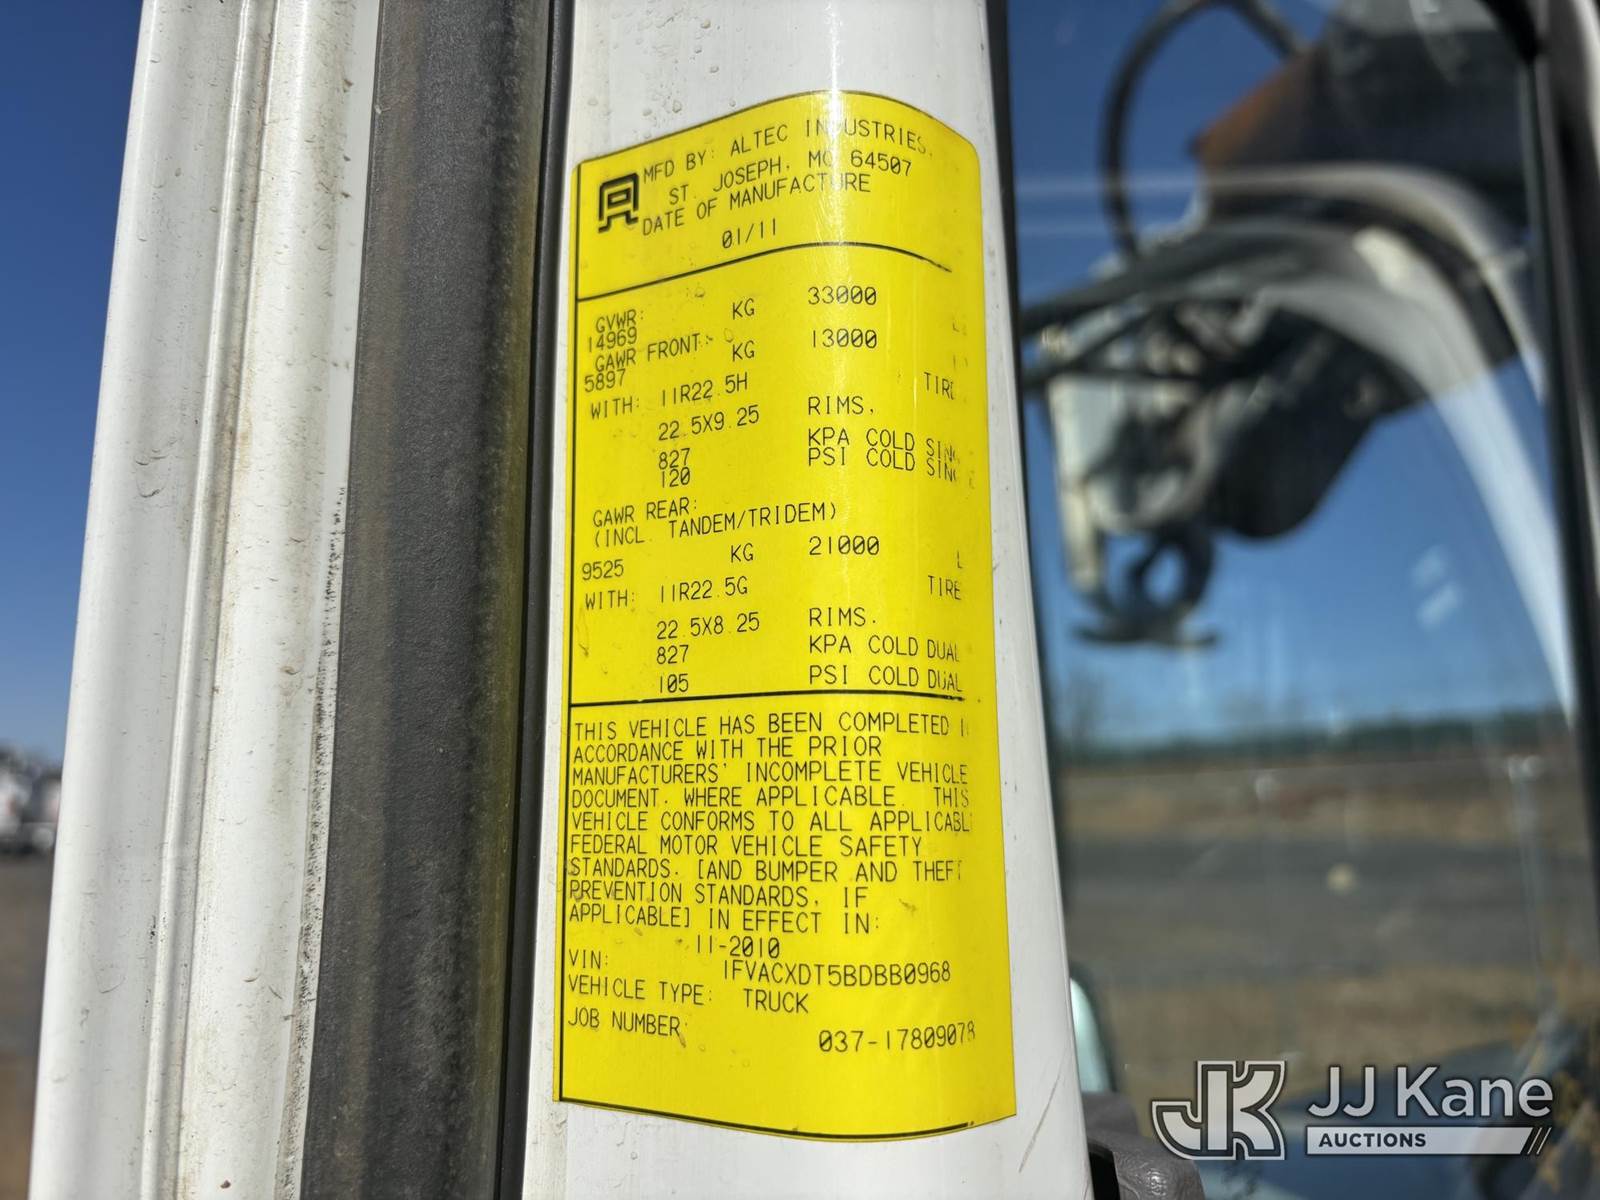 MFD BY: ALTEC INDUSTRIES,
ST. JOSEPH, MO 64507
DATE OF MANUFACTURE
01/11
GVWR:
14969 KG 33000
GAWR FRONT:
5897 KG 13000
WITH: 11R22.5H TIRE
22.5X9.25 RIMS,
827 KPA COLD
120 PSI COLD
GAWR REAR:
(INCL. TANDEM/TRIDEM)
9525 KG 21000 L
WITH: 11R22.5G TIRE
22.5X8.25 RIMS.
827 KPA COLD DUAL
105 PSI COLD DUAL
THIS VEHICLE HAS BEEN COMPLETED
ACCORDANCE WITH THE PRIOR
MANUFACTURERS' INCOMPLETE VEHICLE
DOCUMENT. WHERE APPLICABLE. THIS
VEHICLE CONFORMS TO ALL APPLICABL
FEDERAL MOTOR VEHICLE SAFETY
STANDARDS. [AND BUMPER AND THEFT
PREVENTION STANDARDS, IF
APPLICABLE] IN EFFECT IN:
11-2010
VIN: 1FVACXDT5BDBB0968
VEHICLE TYPE: TRUCK
JOB NUMBER: 037-17809078
JK JJ Kane
AUCTIONS